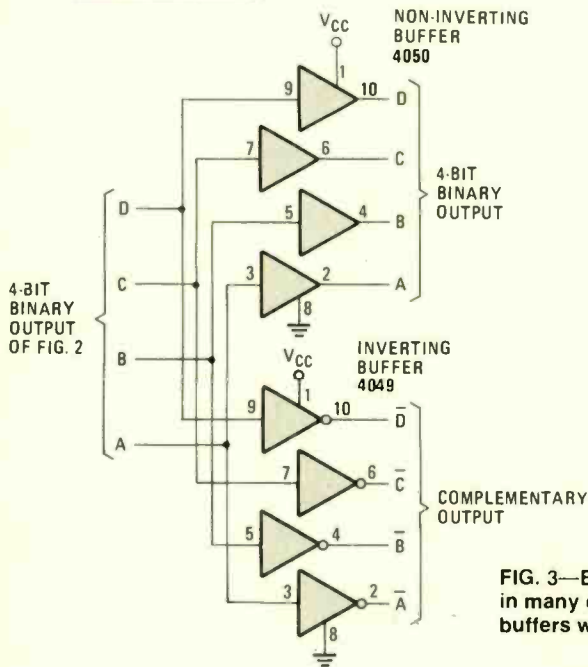 VCC
NON-INVERTING
BUFFER
4050
1
9
10
D
7
6
C
4-BIT
BINARY
OUTPUT
5
4
B
3
2
A
8
4-BIT
BINARY
OUTPUT
OF FIG. 2
D
C
B
A
VCC
INVERTING
BUFFER
4049
1
9
10
D̅
7
6
C̅
COMPLEMENTARY
OUTPUT
5
4
B̅
3
2
A̅
8
FIG. 3—
in many
buffers